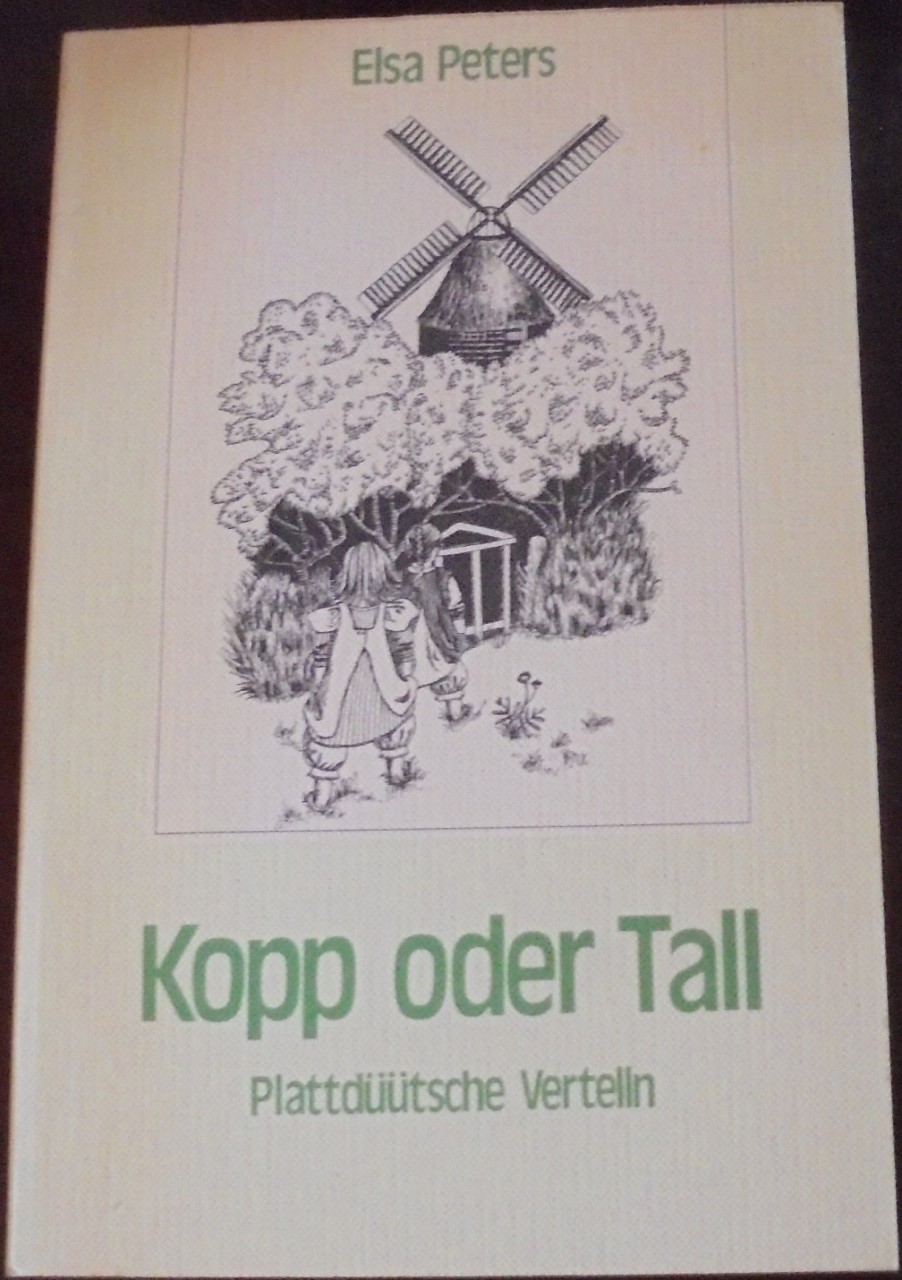 Elsa Peters
Kopp oder Tall
Plattdüütsche Vertelln